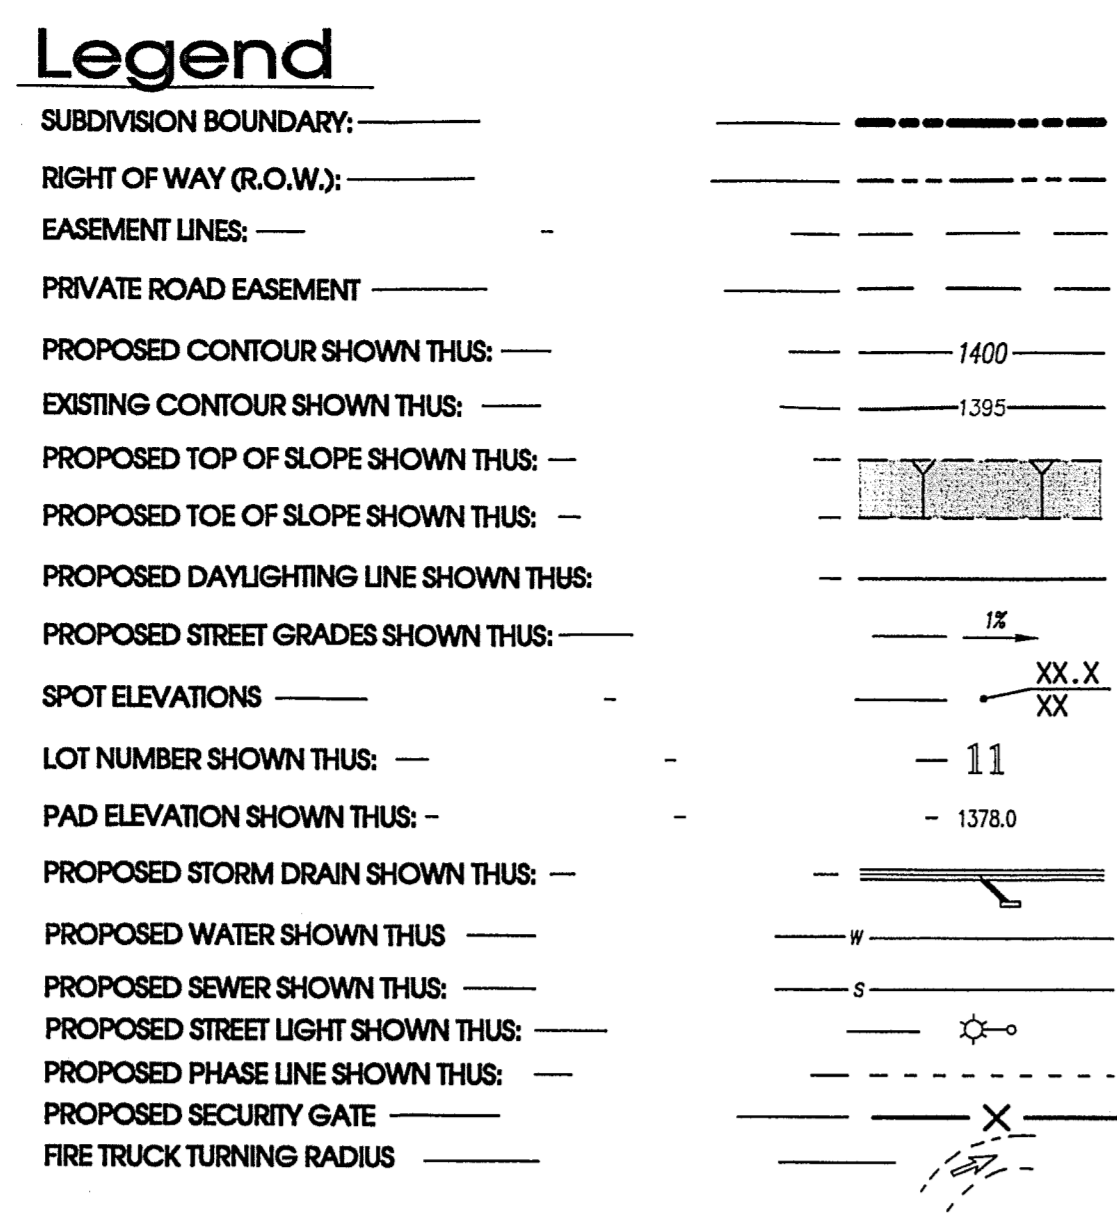 Legend
SUBDIVISION BOUNDARY:
RIGHT OF WAY (R.O.W.):
EASEMENT LINES:
PRIVATE ROAD EASEMENT
PROPOSED CONTOUR SHOWN THUS: 1400
EXISTING CONTOUR SHOWN THUS: 1395
PROPOSED TOP OF SLOPE SHOWN THUS:
PROPOSED TOE OF SLOPE SHOWN THUS:
PROPOSED DAYLIGHTING LINE SHOWN THUS:
PROPOSED STREET GRADES SHOWN THUS: 1%
SPOT ELEVATIONS XX.X
XX
LOT NUMBER SHOWN THUS: 11
PAD ELEVATION SHOWN THUS: 1378.0
PROPOSED STORM DRAIN SHOWN THUS:
PROPOSED WATER SHOWN THUS W
PROPOSED SEWER SHOWN THUS: S
PROPOSED STREET LIGHT SHOWN THUS:
PROPOSED PHASE LINE SHOWN THUS:
PROPOSED SECURITY GATE X
FIRE TRUCK TURNING RADIUS